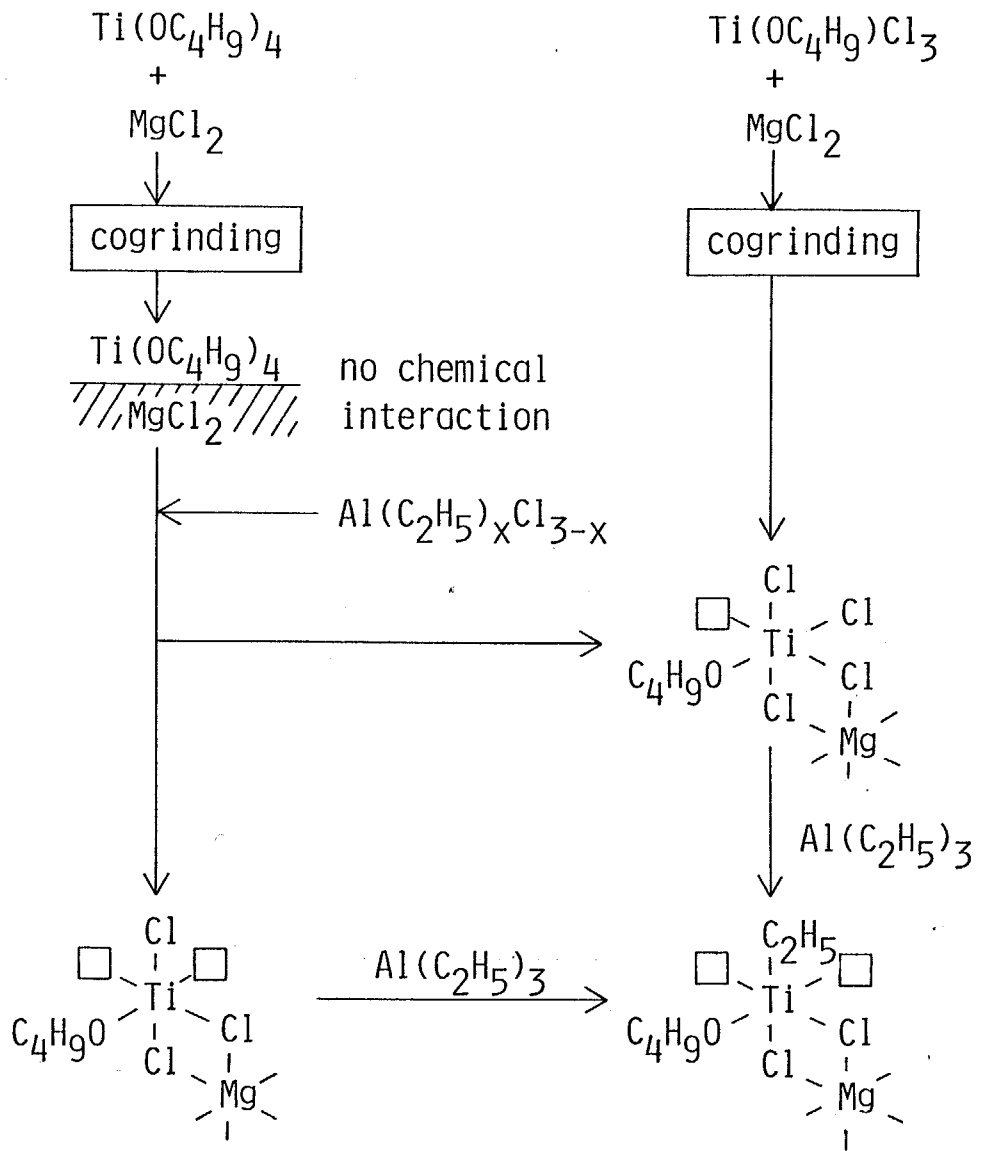 Ti(OC4H9)4
+
MgCl2
cogrinding
Ti(OC4H9)4
MgCl2
no chemical
interaction
Al(C2H5)xCl3-x
Ti(OC4H9)Cl3
+
MgCl2
cogrinding
Cl
Cl
Ti
C4H9O
Cl
Cl
Mg
Al(C2H5)3
Cl
Ti
C4H9O
Cl
Cl
Mg
Al(C2H5)3
C2H5
Ti
C4H9O
Cl
Cl
Mg